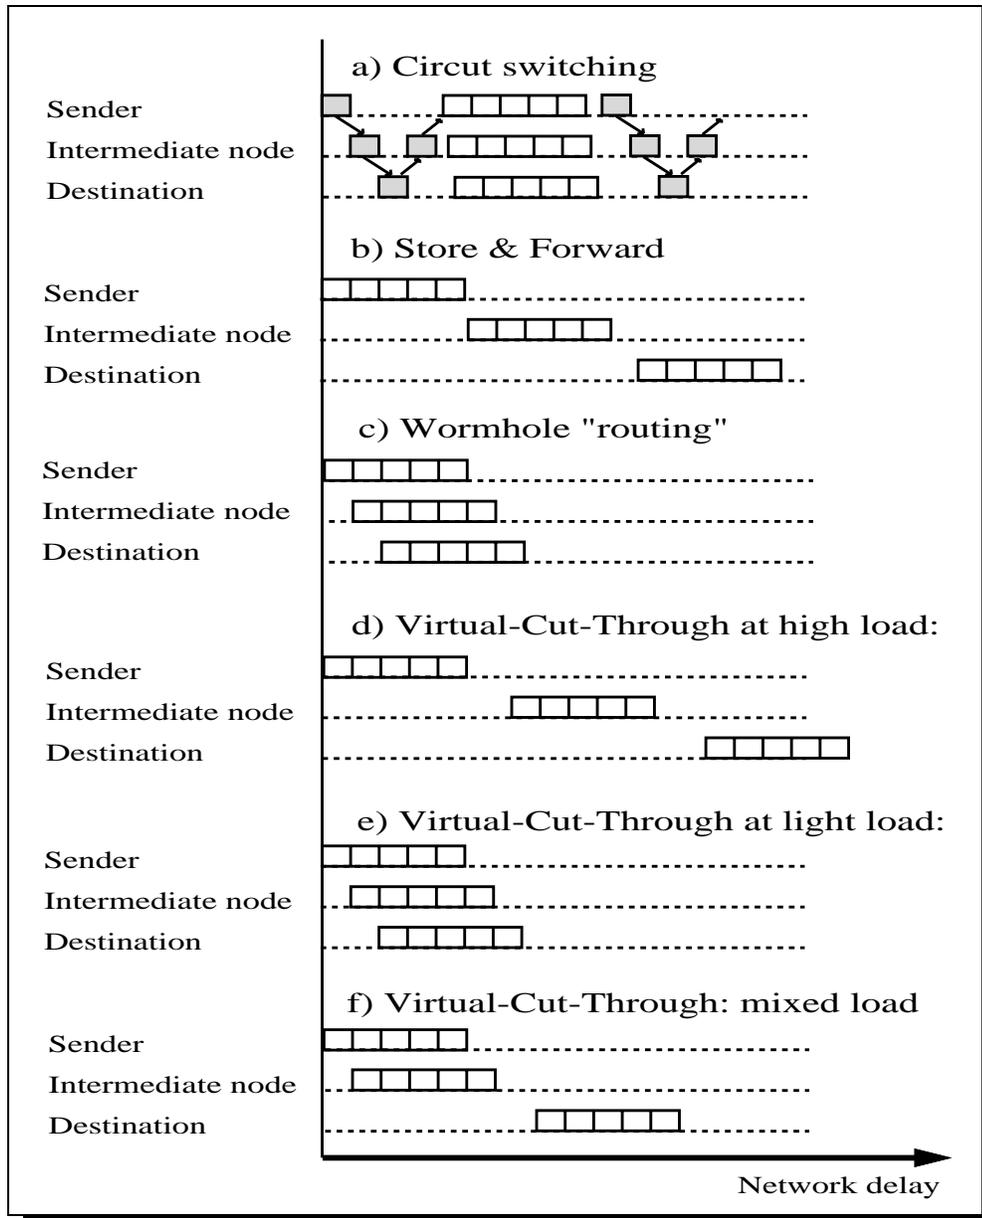 a) Circut switching
Sender
Intermediate node
Destination
b) Store & Forward
Sender
Intermediate node
Destination
c) Wormhole "routing"
Sender
Intermediate node
Destination
d) Virtual-Cut-Through at high load:
Sender
Intermediate node
Destination
e) Virtual-Cut-Through at light load:
Sender
Intermediate node
Destination
f) Virtual-Cut-Through: mixed load
Sender
Intermediate node
Destination
Network delay